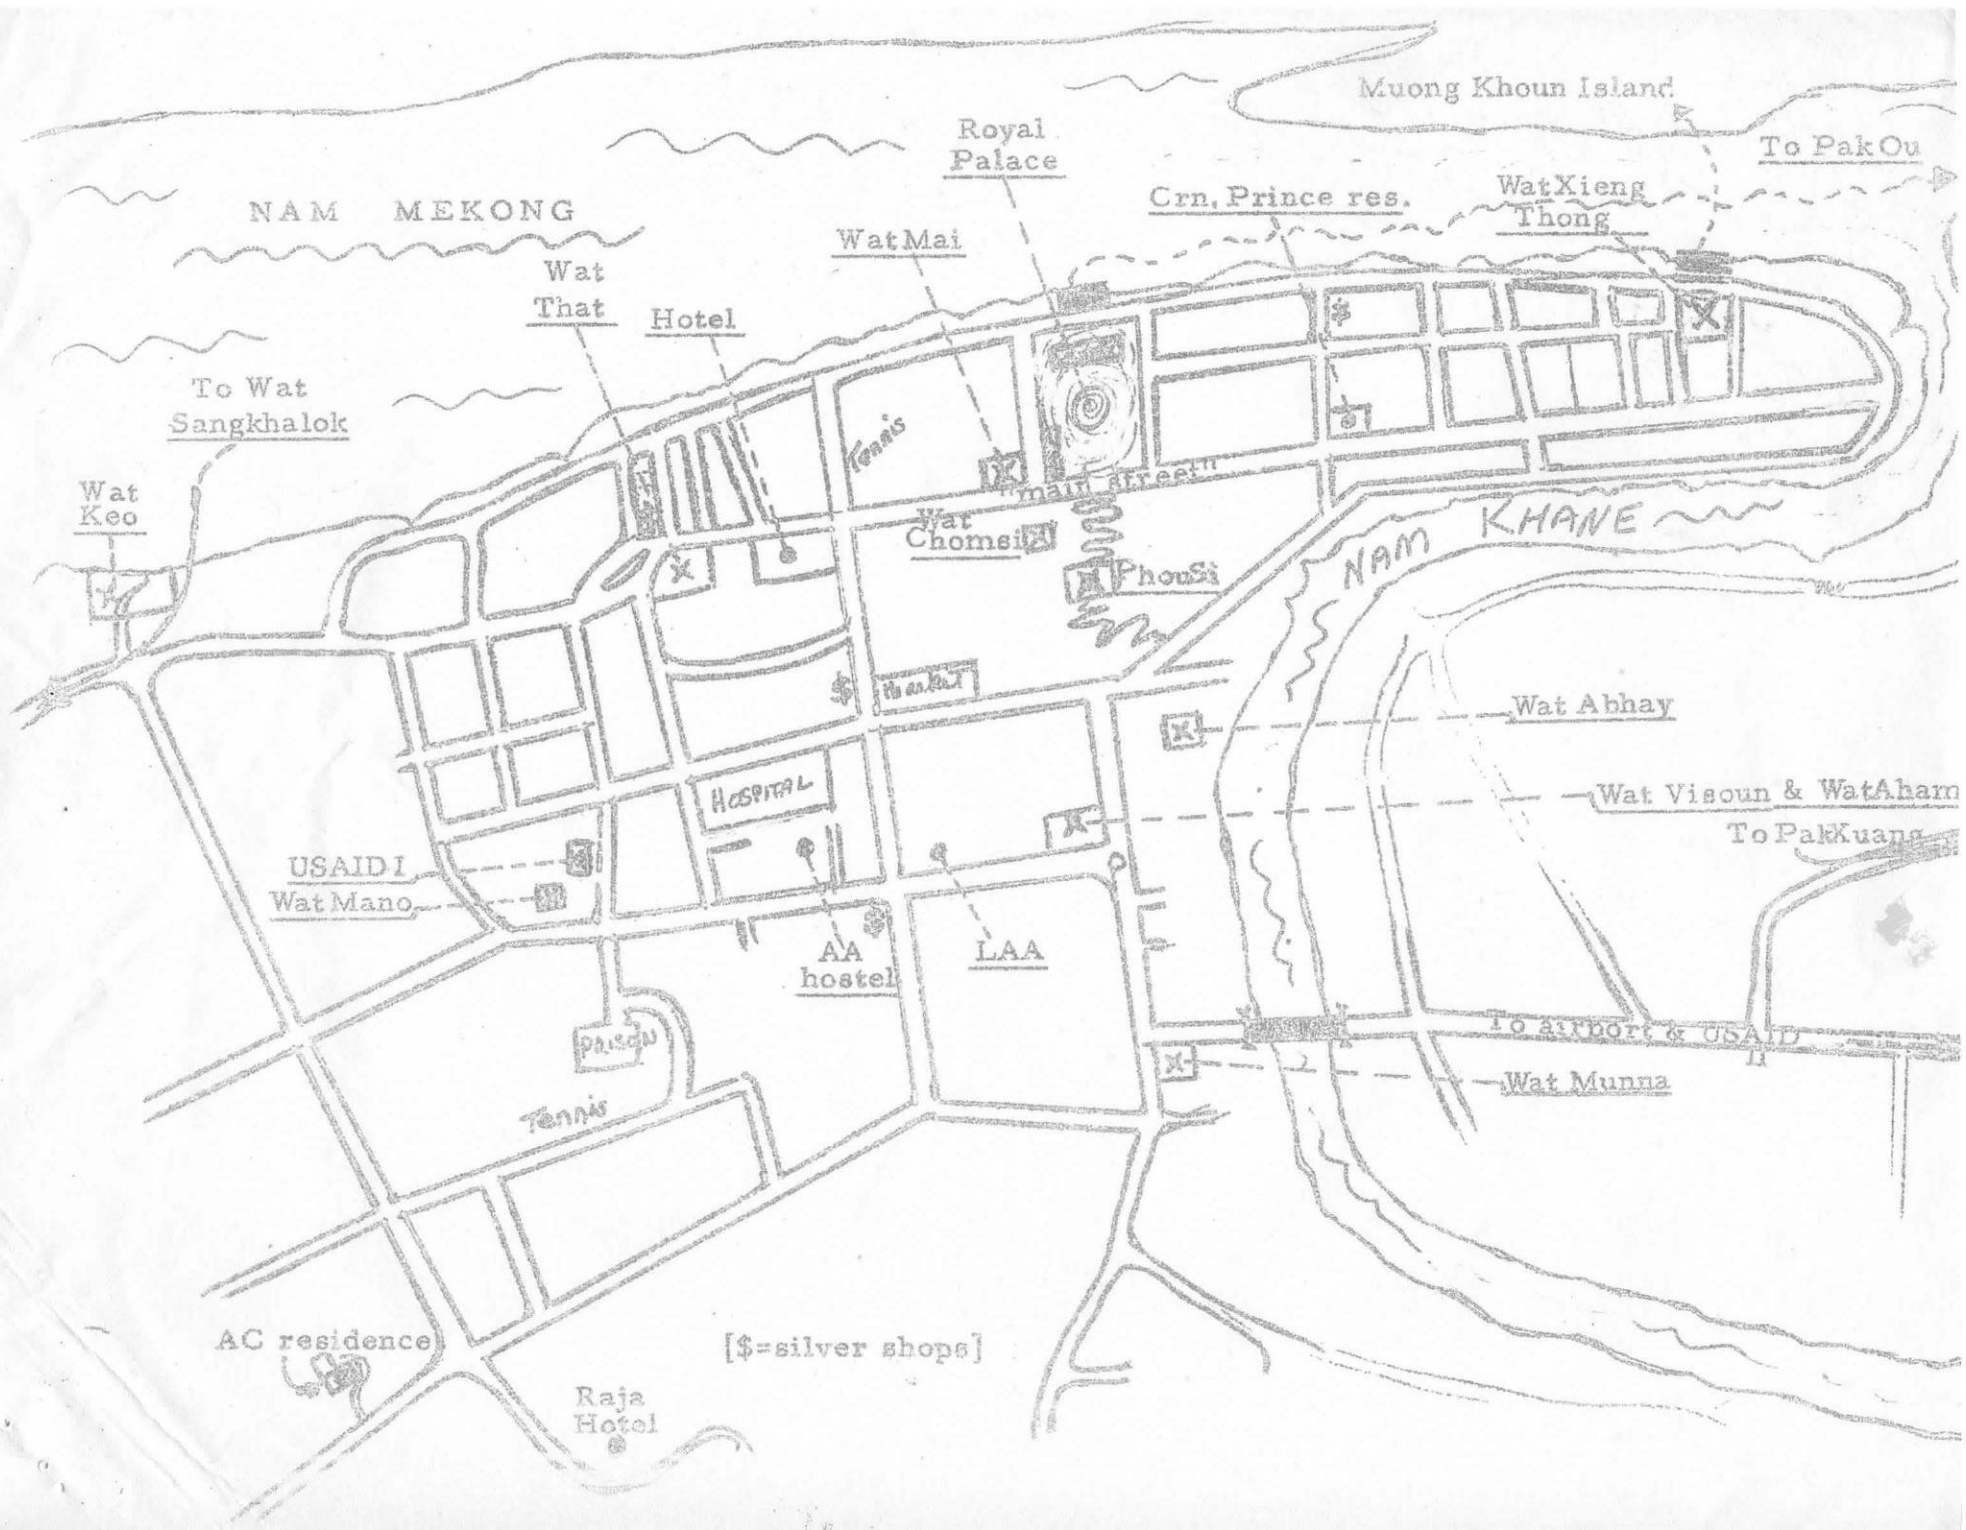 Muong Khoun Island
Royal
Palace
To Pak Ou
Crn. Prince res.
Wat Xieng
Thong
NAM MEKONG
Wat Mai
Wat
That
Hotel
To Wat
Sangkhalok
Tennis
Wat
Keo
"main street"
Wat
Chomsi
NAM KHANE
PhouSi
Market
Wat Abhay
HOSPITAL
Wat Visoun & Wat Aham
To Pak Xuang
USAID I
Wat Mano
AA
hostel
LAA
PRISON
To airport & USAID
Wat Munna
Tennis
AC residence
[$=silver shops]
Raja
Hotel